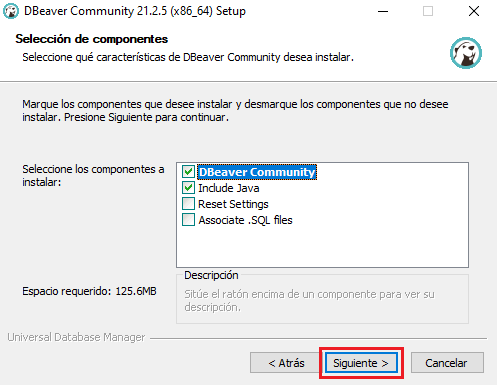 DBeaver Community 21.2.5 (x86_64) Setup
Selección de componentes
Seleccione qué características de DBeaver Community desea instalar.
Marque los componentes que desee instalar y desmarque los componentes que no desee
instalar. Presione Siguiente para continuar.
Seleccione los componentes a
instalar:
DBeaver Community
Include Java
Reset Settings
Associate .SQL files
Espacio requerido: 125.6MB
Descripción
Sitúe el ratón encima de un componente para ver su
descripción.
Universal Database Manager
< Atrás
Siguiente >
Cancelar